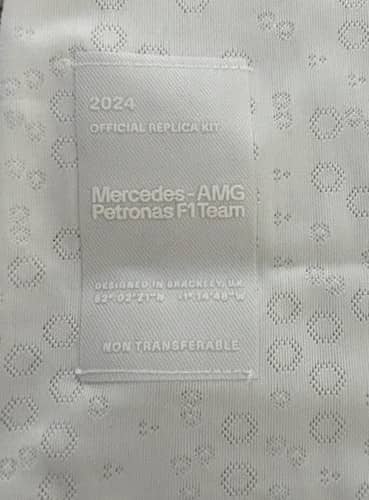 2024
OFFICIAL REPLICA KIT
Mercedes-AMG
Petronas F1 Team
DESIGNED IN BRACKLEY, U.K.
52° 02'21"N -1° 14'48"W
NON TRANSFERABLE